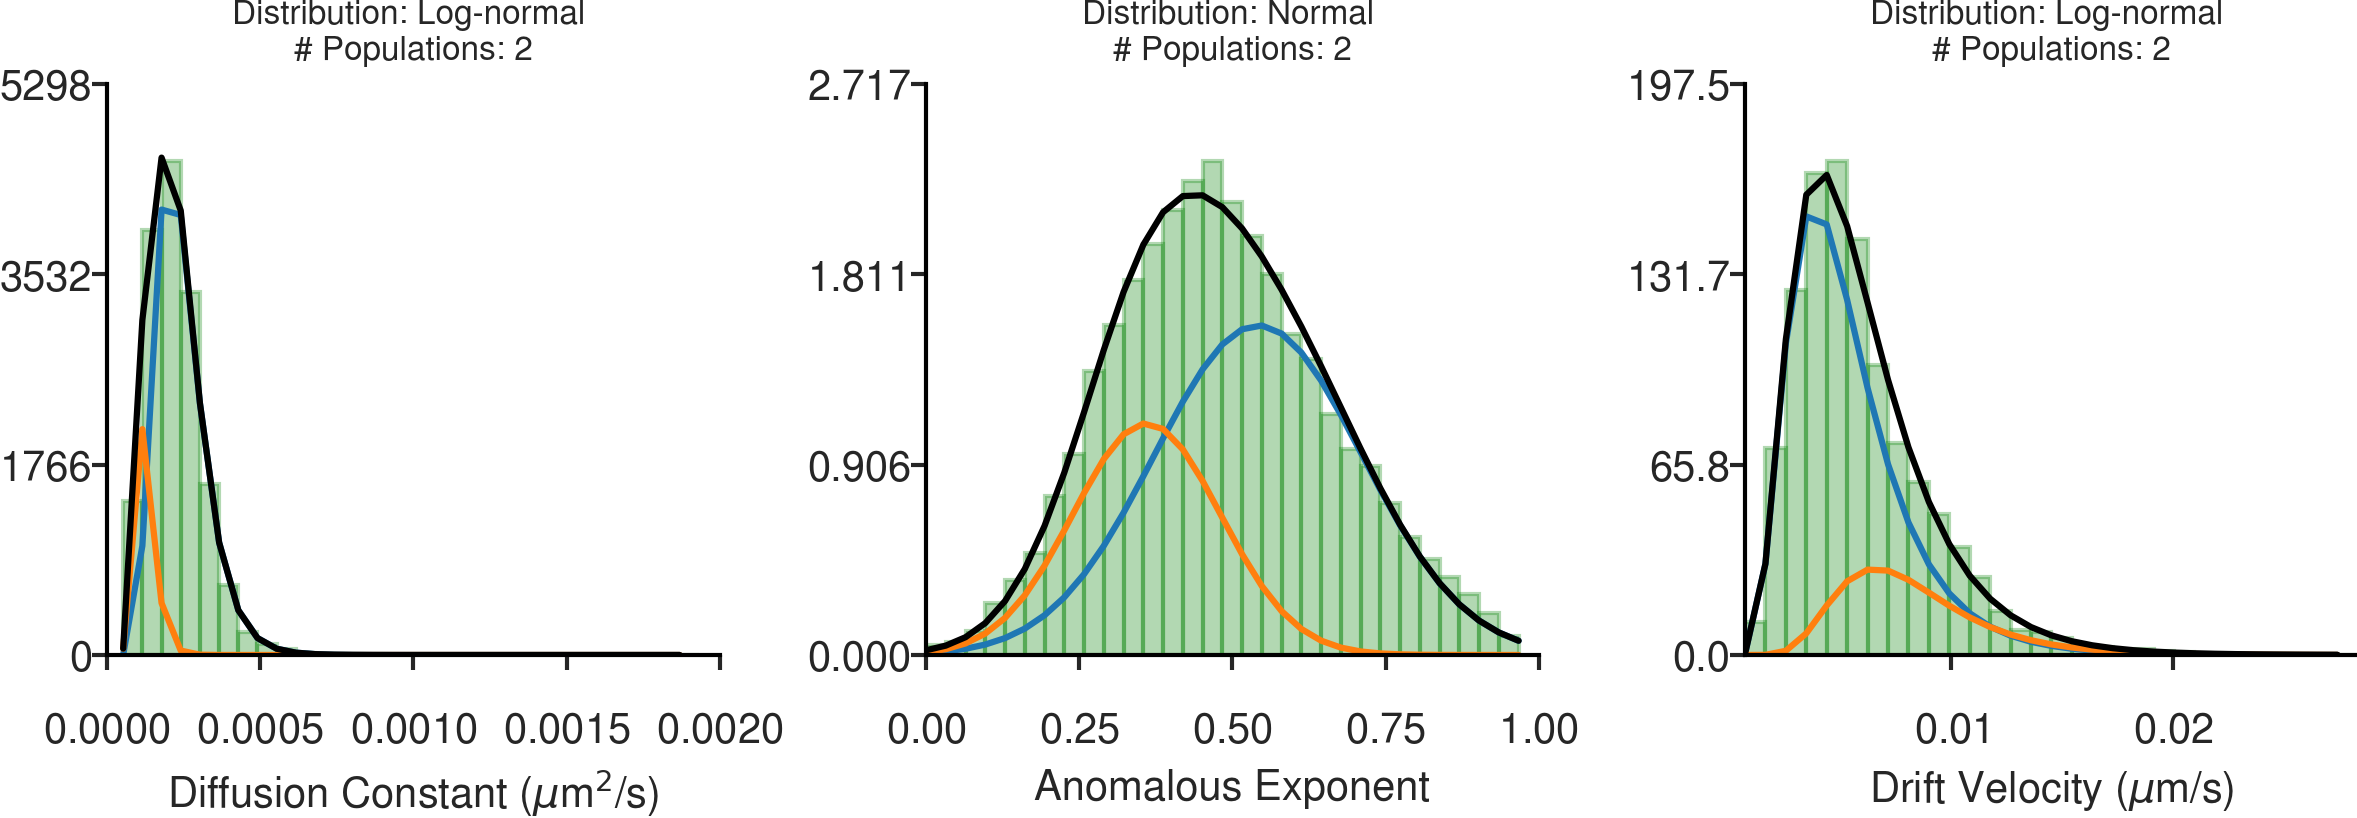 Distribution: Log-normal
# Populations: 2
5298
3532
1766
0
0.0000 0.0005 0.0010 0.0015 0.0020
Diffusion Constant (μm²/s)
Distribution: Normal
# Populations: 2
2.717
1.811
0.906
0.000
0.00 0.25 0.50 0.75 1.00
Anomalous Exponent
Distribution: Log-normal
# Populations: 2
197.5
131.7
65.8
0.0
0.01 0.02
Drift Velocity (μm/s)